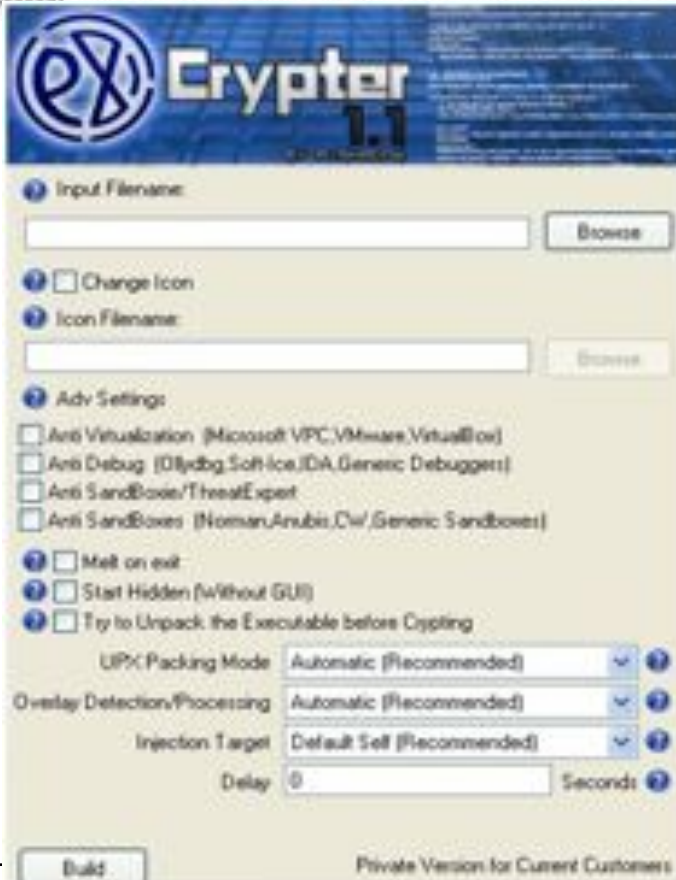 ex
Crypter
1.1
Input Filename:
Browse
Change Icon
Icon Filename:
Browse
Adv Settings
Anti Virtualization (Microsoft VPC,VMware,VirtualBox)
Anti Debug (Ollydbg,Soft-Ice,IDA,Generic Debuggers)
Anti SandBoxie/ThreatExpert
Anti SandBoxes (Norman,Anubis,CW,Generic Sandboxes)
Melt on exit
Start Hidden (Without GUI)
Try to Unpack the Executable before Crypting
UPX Packing Mode Automatic (Recommended)
Overlay Detection/Processing Automatic (Recommended)
Injection Target Default Self (Recommended)
Delay 0 Seconds
Build Private Version for Current Customers